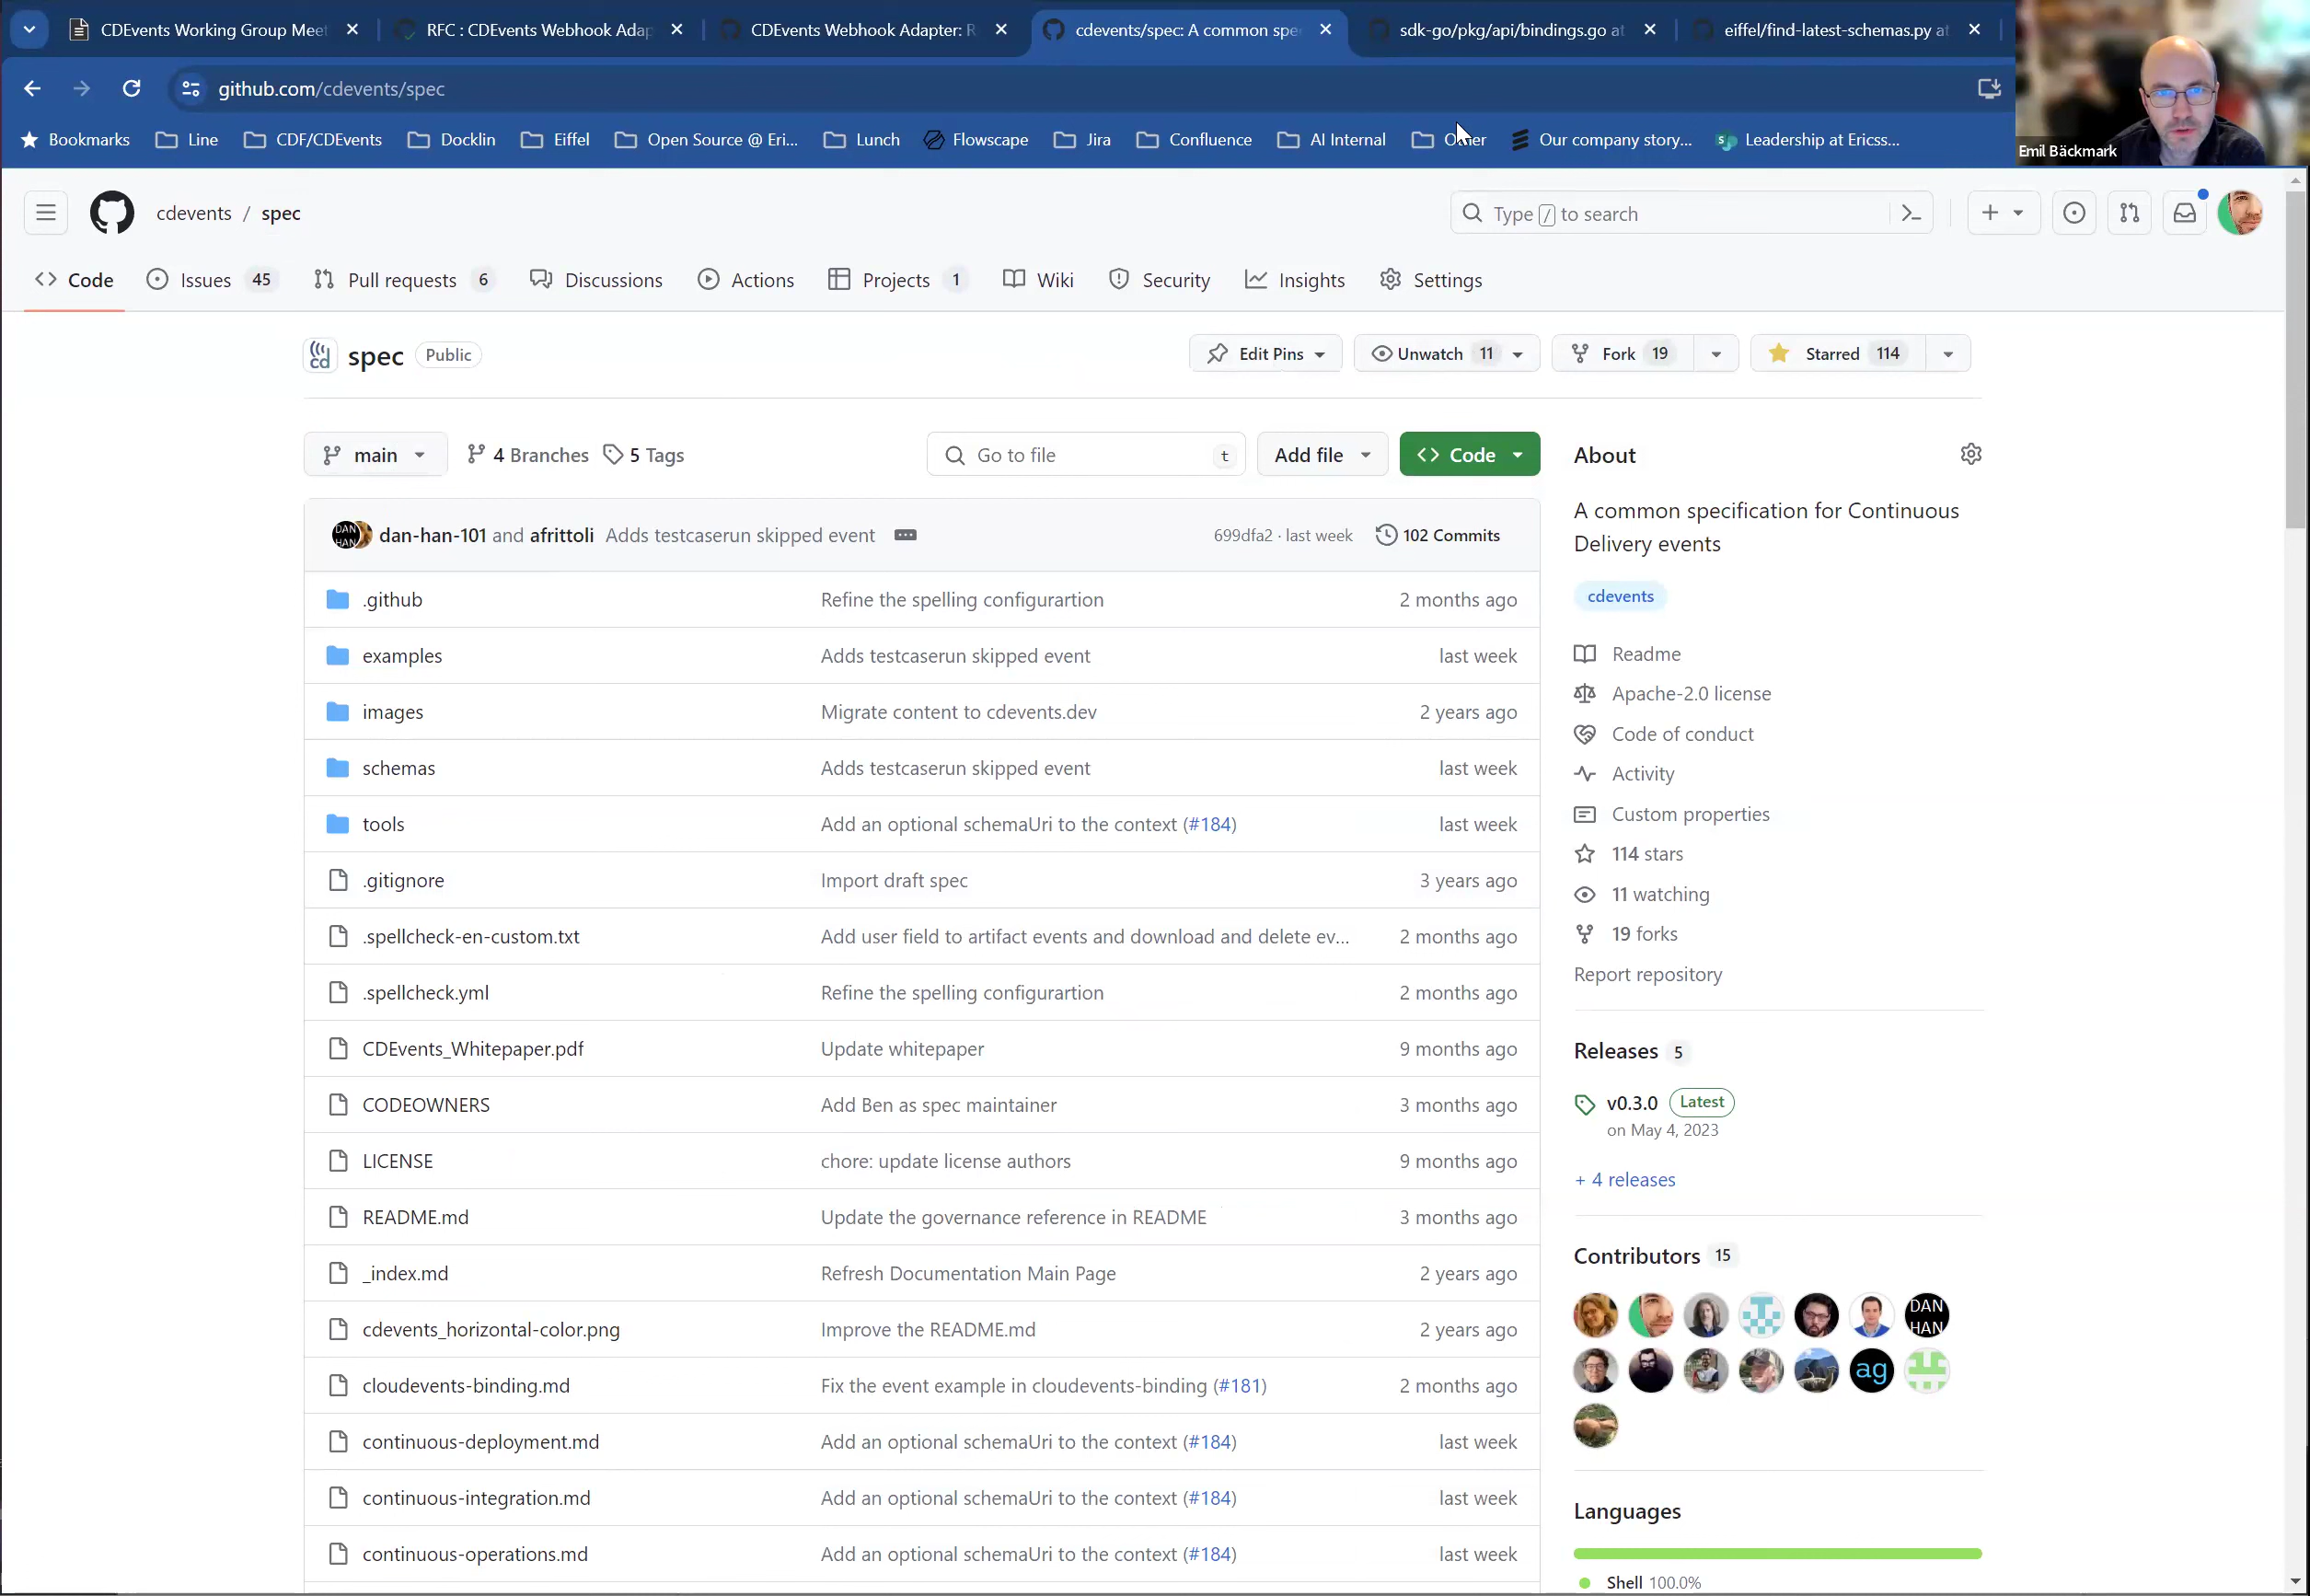 CDEvents Working Group Meet
RFC : CDEvents Webhook Adap
CDEvents Webhook Adapter: R
cdevents/spec: A common spe
sdk-go/pkg/api/bindings.go at
eiffel/find-latest-schemas.py at
github.com/cdevents/spec
Bookmarks
Line
CDF/CDEvents
Docklin
Eiffel
Open Source @ Eri...
Lunch
Flowscape
Jira
Confluence
AI Internal
Our company story...
Leadership at Ericss...
Emil Bäckmark
cdevents / spec
Type / to search
Code
Issues 45
Pull requests 6
Discussions
Actions
Projects 1
Wiki
Security
Insights
Settings
cd
spec Public
Edit Pins
Unwatch 11
Fork 19
Starred 114
main
4 Branches
5 Tags
Go to file t
Add file
Code
DAN HAN
dan-han-101 and afrittoli Adds testcaserun skipped event
699dfa2 · last week
102 Commits
.github Refine the spelling configurartion 2 months ago
examples Adds testcaserun skipped event last week
images Migrate content to cdevents.dev 2 years ago
schemas Adds testcaserun skipped event last week
tools Add an optional schemaUri to the context (#184) last week
.gitignore Import draft spec 3 years ago
.spellcheck-en-custom.txt Add user field to artifact events and download and delete ev... 2 months ago
.spellcheck.yml Refine the spelling configurartion 2 months ago
CDEvents_Whitepaper.pdf Update whitepaper 9 months ago
CODEOWNERS Add Ben as spec maintainer 3 months ago
LICENSE chore: update license authors 9 months ago
README.md Update the governance reference in README 3 months ago
_index.md Refresh Documentation Main Page 2 years ago
cdevents_horizontal-color.png Improve the README.md 2 years ago
cloudevents-binding.md Fix the event example in cloudevents-binding (#181) 2 months ago
continuous-deployment.md Add an optional schemaUri to the context (#184) last week
continuous-integration.md Add an optional schemaUri to the context (#184) last week
continuous-operations.md Add an optional schemaUri to the context (#184) last week
About
A common specification for Continuous
Delivery events
cdevents
Readme
Apache-2.0 license
Code of conduct
Activity
Custom properties
114 stars
11 watching
19 forks
Report repository
Releases 5
v0.3.0 Latest
on May 4, 2023
+ 4 releases
Contributors 15
DAN
HAN
ag
Languages
Shell 100.0%